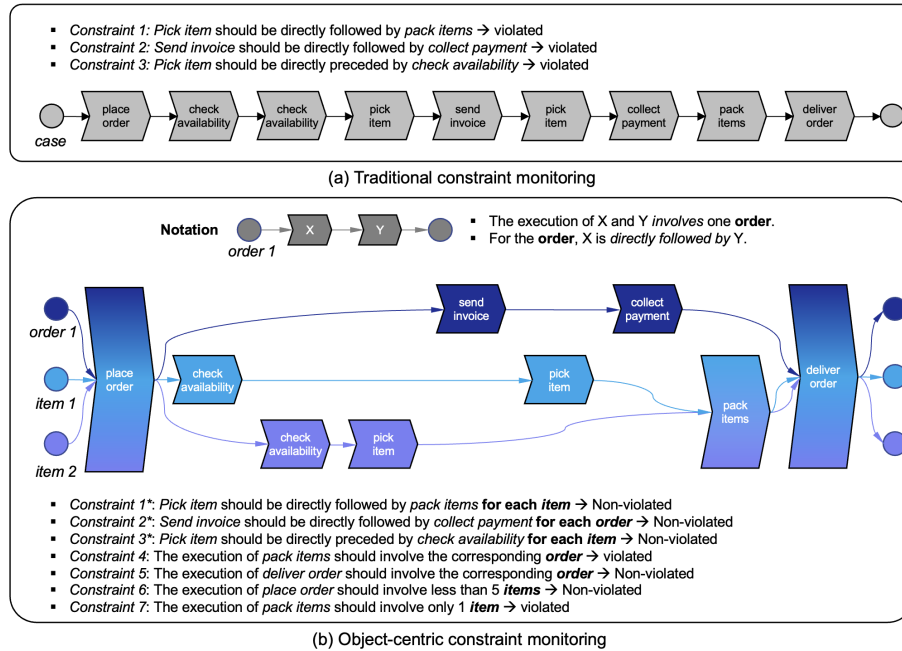 ▪ Constraint 1: Pick item should be directly followed by pack items → violated
▪ Constraint 2: Send invoice should be directly followed by collect payment → violated
▪ Constraint 3: Pick item should be directly preceded by check availability → violated
place order
check availability
check availability
pick item
send invoice
pick item
collect payment
pack items
deliver order
case
(a) Traditional constraint monitoring
Notation
X
Y
order 1
▪ The execution of X and Y involves one order.
▪ For the order, X is directly followed by Y.
order 1
item 1
item 2
place order
send invoice
collect payment
check availability
pick item
check availability
pick item
pack items
deliver order
▪ Constraint 1*: Pick item should be directly followed by pack items for each item → Non-violated
▪ Constraint 2*: Send invoice should be directly followed by collect payment for each order → Non-violated
▪ Constraint 3*: Pick item should be directly preceded by check availability for each item → Non-violated
▪ Constraint 4: The execution of pack items should involve the corresponding order → violated
▪ Constraint 5: The execution of deliver order should involve the corresponding order → Non-violated
▪ Constraint 6: The execution of place order should involve less than 5 items → Non-violated
▪ Constraint 7: The execution of pack items should involve only 1 item → violated
(b) Object-centric constraint monitoring